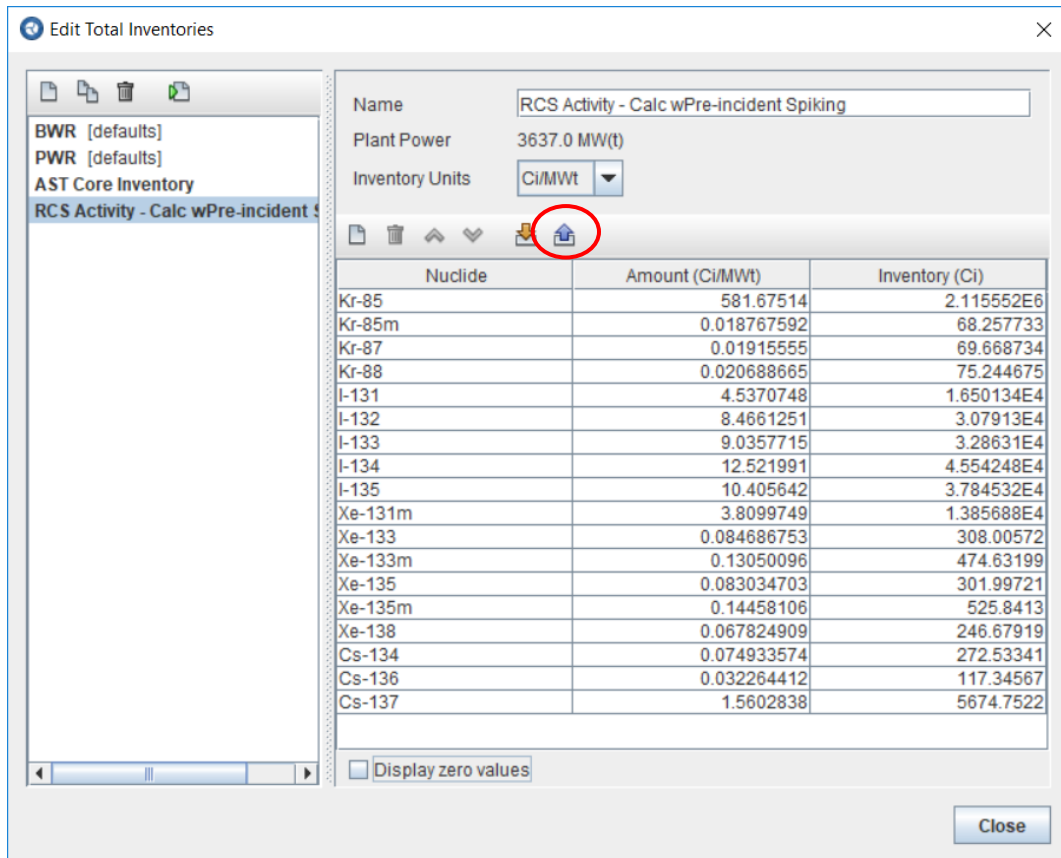 Edit Total Inventories
BWR [defaults]
PWR [defaults]
AST Core Inventory
RCS Activity - Calc wPre-incident S
Name RCS Activity - Calc wPre-incident Spiking
Plant Power 3637.0 MW(t)
Inventory Units Ci/MWt
Nuclide Amount (Ci/MWt) Inventory (Ci)
Kr-85 581.67514 2.115552E6
Kr-85m 0.018767592 68.257733
Kr-87 0.01915555 69.668734
Kr-88 0.020688665 75.244675
I-131 4.5370748 1.650134E4
I-132 8.4661251 3.07913E4
I-133 9.0357715 3.28631E4
I-134 12.521991 4.554248E4
I-135 10.405642 3.784532E4
Xe-131m 3.8099749 1.385688E4
Xe-133 0.084686753 308.00572
Xe-133m 0.13050096 474.63199
Xe-135 0.083034703 301.99721
Xe-135m 0.14458106 525.8413
Xe-138 0.067824909 246.67919
Cs-134 0.074933574 272.53341
Cs-136 0.032264412 117.34567
Cs-137 1.5602838 5674.7522
Display zero values
Close